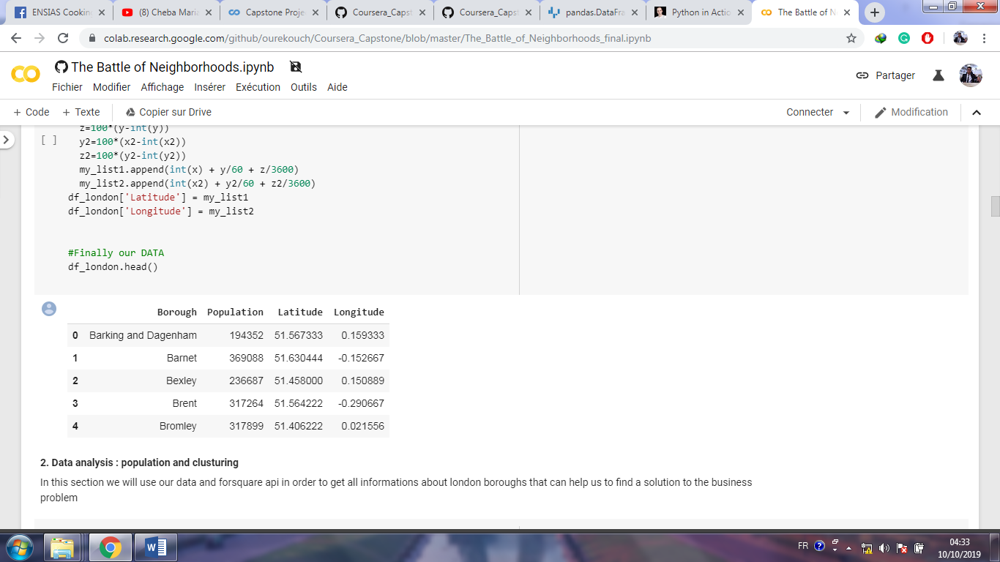 ENSIAS Cookin
(8) Cheba Maria
Capstone Proje
Coursera_Capst
Coursera_Capst
pandas.DataFra
Python in Actio
The Battle of N
colab.research.google.com/github/ourekouch/Coursera_Capstone/blob/master/The_Battle_of_Neighborhoods_final.ipynb
The Battle of Neighborhoods.ipynb
Partager
Fichier Modifier Affichage Insérer Exécution Outils Aide
+ Code + Texte Copier sur Drive Connecter Modification
z=100*(y-int(y))
[ ] y2=100*(x2-int(x2))
z2=100*(y2-int(y2))
my_list1.append(int(x) + y/60 + z/3600)
my_list2.append(int(x2) + y2/60 + z2/3600)
df_london['Latitude'] = my_list1
df_london['Longitude'] = my_list2
#Finally our DATA
df_london.head()
Borough Population Latitude Longitude
0 Barking and Dagenham 194352 51.567333 0.159333
1 Barnet 369088 51.630444 -0.152667
2 Bexley 236687 51.458000 0.150889
3 Brent 317264 51.564222 -0.290667
4 Bromley 317899 51.406222 0.021556
2. Data analysis : population and clusturing
In this section we will use our data and forsquare api in order to get all informations about london boroughs that can help us to find a solution to the business
problem
FR
04:33
10/10/2019